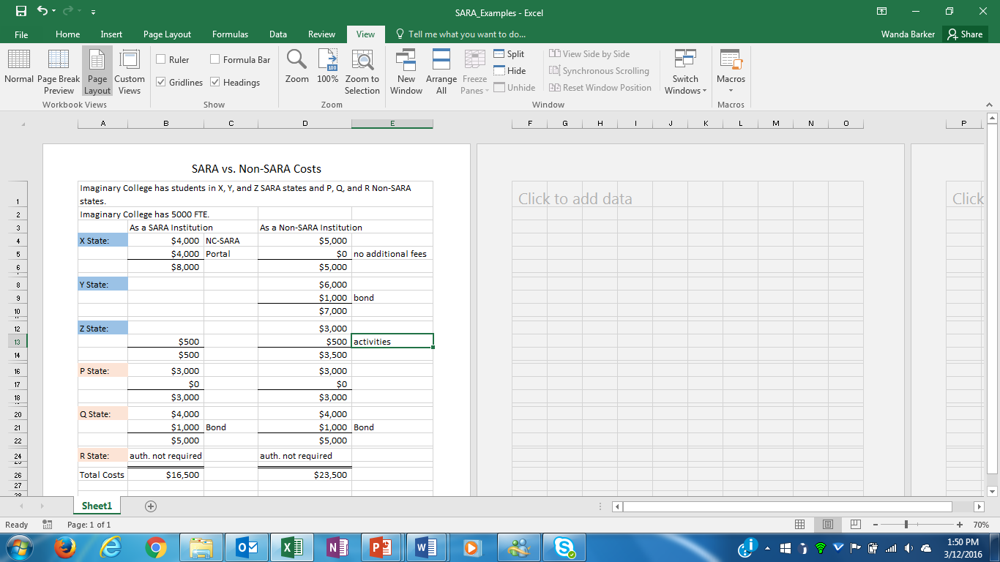 SARA_Examples - Excel
File Home Insert Page Layout Formulas Data Review View Tell me what you want to do... Wanda Barker Share
Ruler Formula Bar
Gridlines Headings
Normal Page Break Preview Page Layout Custom Views
Workbook Views Show
Zoom 100% Zoom to Selection
Zoom
New Window Arrange All Freeze Panes
Split
Hide
Unhide
View Side by Side
Synchronous Scrolling
Reset Window Position
Window
Switch Windows
Macros
Macros
A B C D E F G H I J K L M N O P
SARA vs. Non-SARA Costs
Imaginary College has students in X, Y, and Z SARA states and P, Q, and R Non-SARA
1 states.
Click to add data Click
2 Imaginary College has 5000 FTE.
3 As a SARA Institution As a Non-SARA Institution
4 X State: $4,000 NC-SARA $5,000
5 $4,000 Portal $0 no additional fees
6 $8,000 $5,000
8 Y State: $6,000
9 $1,000 bond
10 $7,000
12 Z State: $3,000
13 $500 $500 activities
14 $500 $3,500
16 P State: $3,000 $3,000
17 $0 $0
18 $3,000 $3,000
20 Q State: $4,000 $4,000
21 $1,000 Bond $1,000 Bond
22 $5,000 $5,000
24 R State: auth. not required auth. not required
26 Total Costs $16,500 $23,500
27
Sheet1
Ready Page: 1 of 1 70%
1:50 PM
3/12/2016